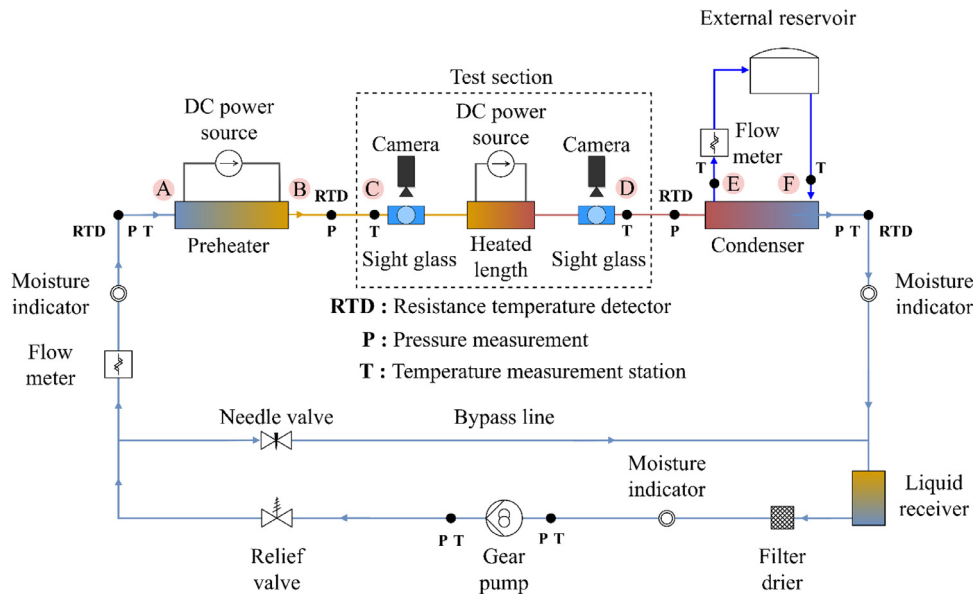 External reservoir
Test section
DC power
source
Camera
DC power
source
Camera
Flow
meter
T
T
A
B
RTD
C
D
RTD
E
F
RTD
P T
Preheater
P
T
Sight glass
Heated
length
Sight glass
T
P
Condenser
P T
RTD
Moisture
indicator
RTD : Resistance temperature detector
P : Pressure measurement
T : Temperature measurement station
Moisture
indicator
Flow
meter
Needle valve
Bypass line
Moisture
indicator
Liquid
receiver
P T
P T
Relief
valve
Gear
pump
Filter
drier